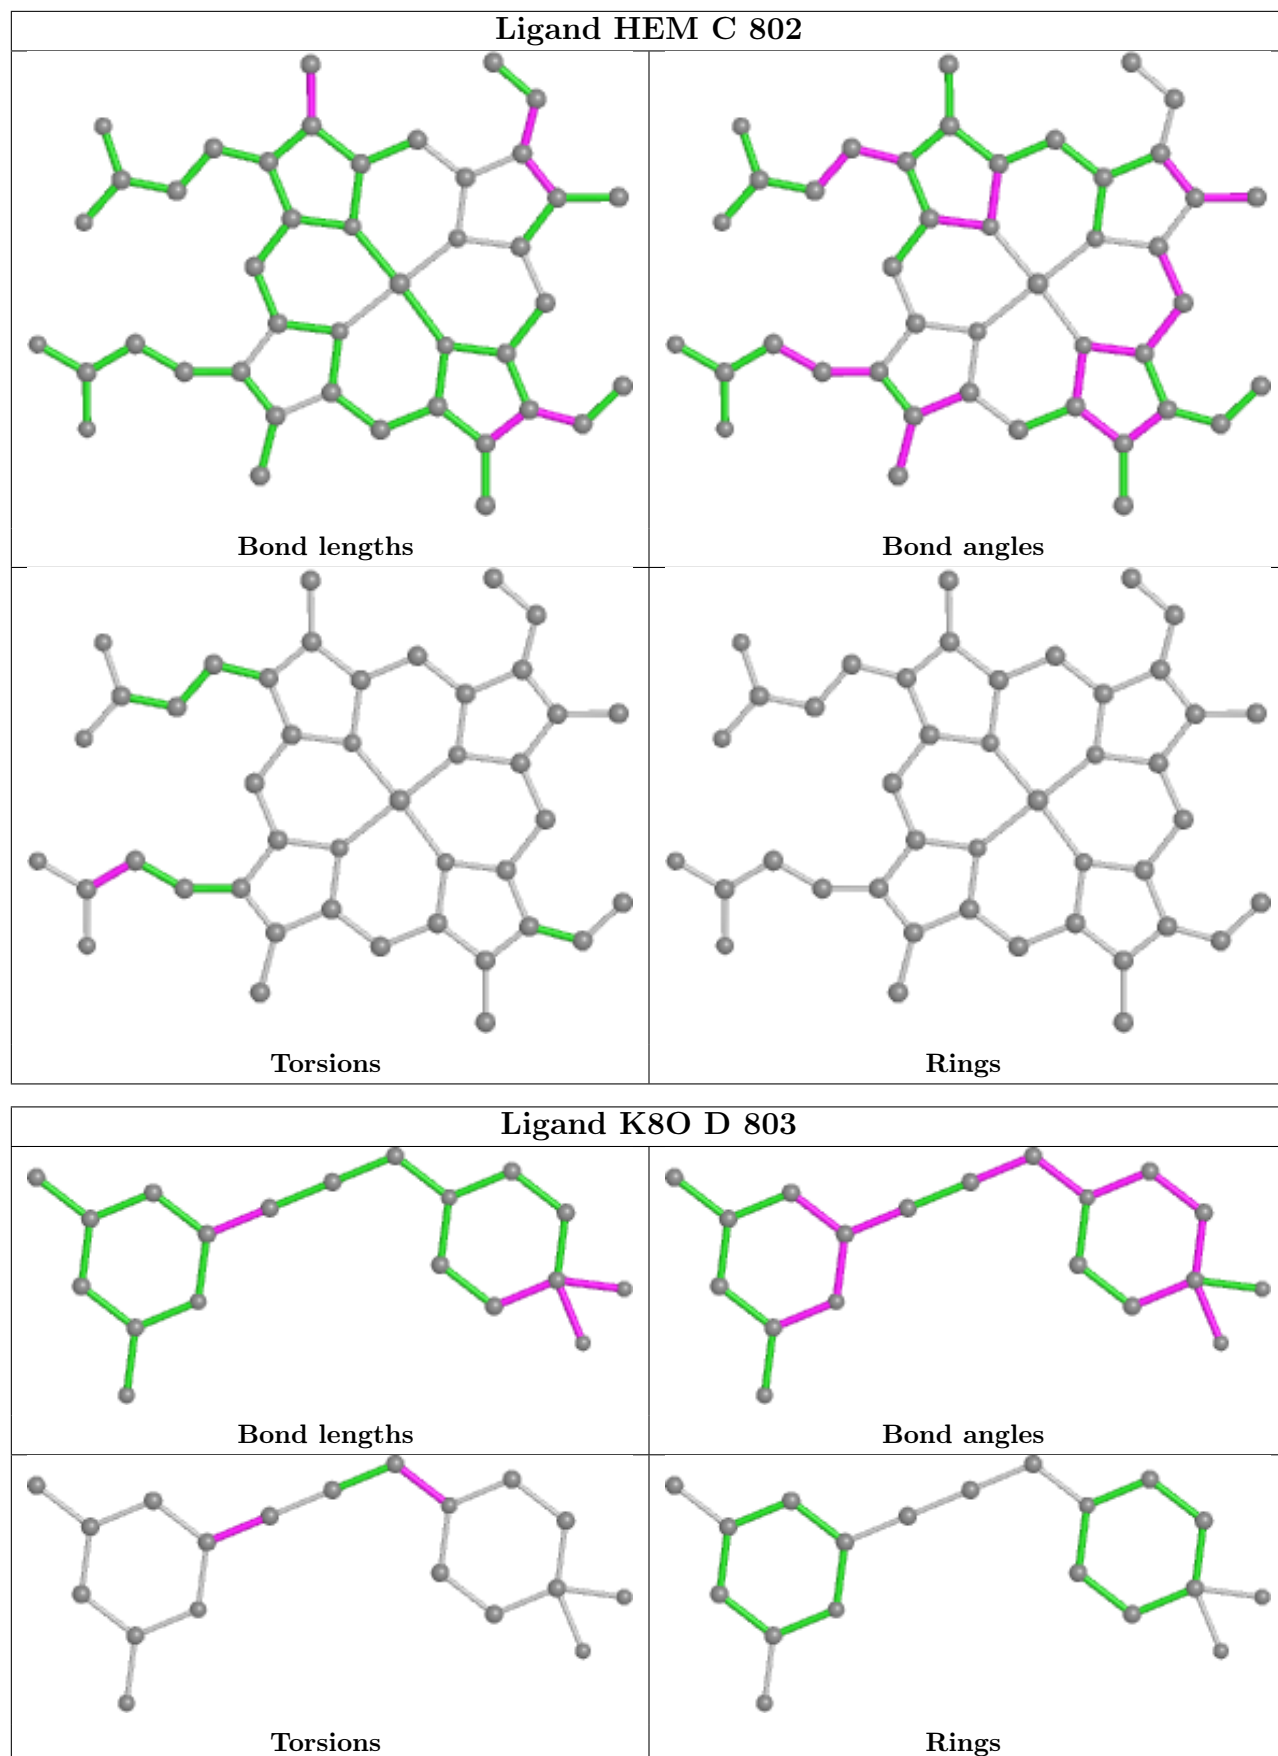 Ligand HEM C 802
Bond lengths
Bond angles
Torsions
Rings
Ligand K8O D 803
Bond lengths
Bond angles
Torsions
Rings